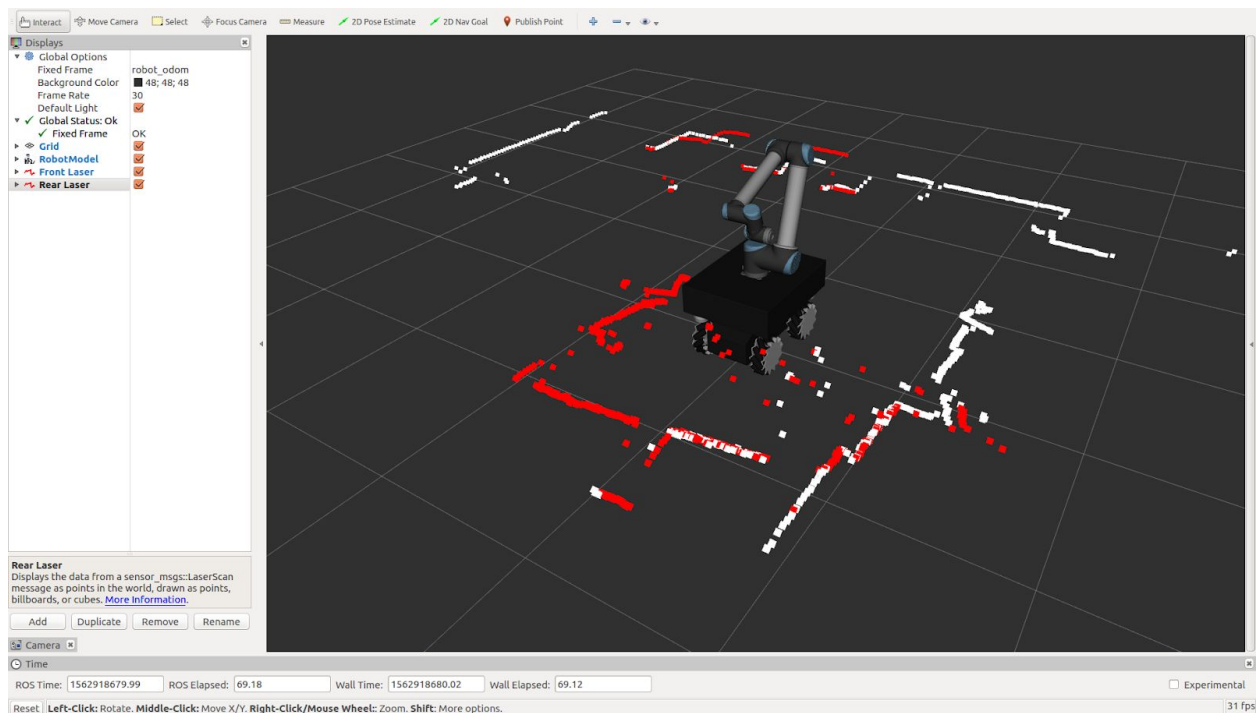 Interact Move Camera Select Focus Camera Measure 2D Pose Estimate 2D Nav Goal Publish Point
Displays
Global Options
Fixed Frame robot_odom
Background Color 48; 48; 48
Frame Rate 30
Default Light
Global Status: Ok
Fixed Frame OK
Grid
RobotModel
Front Laser
Rear Laser
Rear Laser
Displays the data from a sensor_msgs::LaserScan
message as points in the world, drawn as points,
billboards, or cubes. More Information.
Add Duplicate Remove Rename
Camera
Time
ROS Time: 1562918679.99 ROS Elapsed: 69.18 Wall Time: 1562918680.02 Wall Elapsed: 69.12 Experimental
Reset Left-Click: Rotate. Middle-Click: Move X/Y. Right-Click/Mouse Wheel:: Zoom. Shift: More options. 31 fps